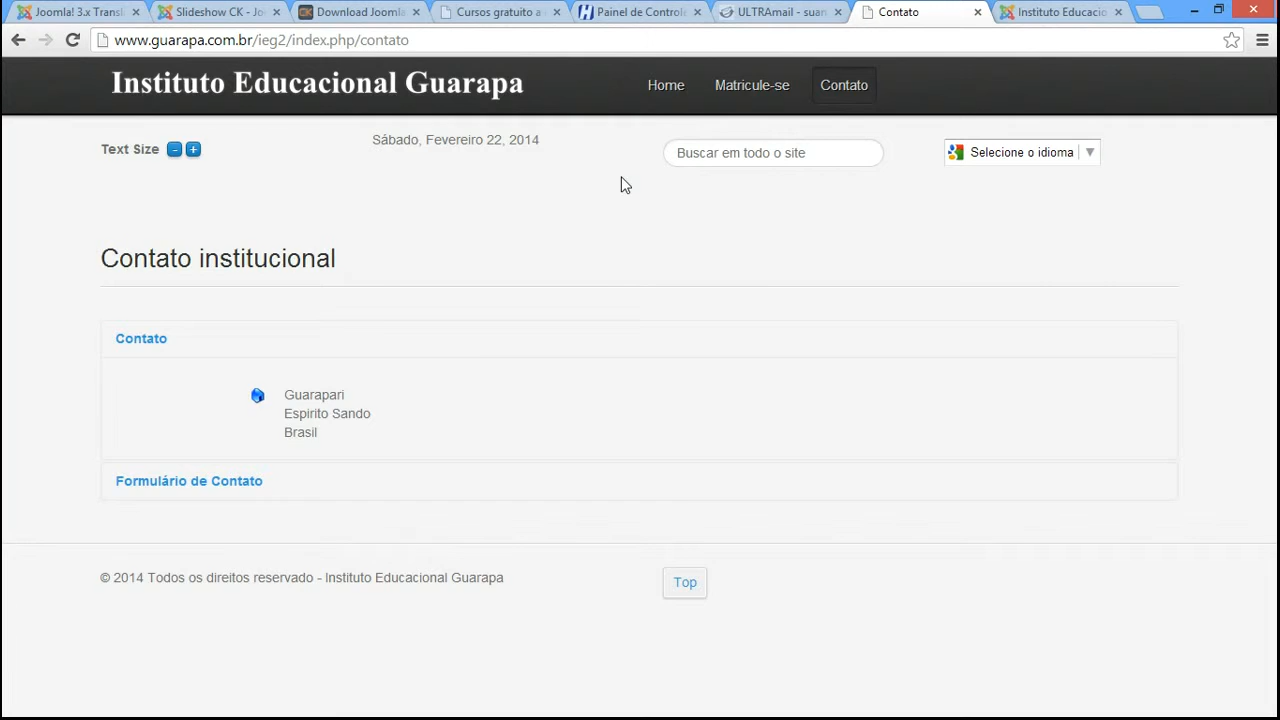 Joomla! 3.x Transl
Slideshow CK - Jo
Download Joomla
Cursos gratuito a
Painel de Controle
ULTRAmail - suan
Contato
Instituto Educacio
www.guarapa.com.br/ieg2/index.php/contato
Instituto Educacional Guarapa
Home
Matricule-se
Contato
Text Size - +
Sábado, Fevereiro 22, 2014
Buscar em todo o site
Selecione o idioma ▼
Contato institucional
Contato
Guarapari
Espirito Sando
Brasil
Formulário de Contato
© 2014 Todos os direitos reservado - Instituto Educacional Guarapa
Top